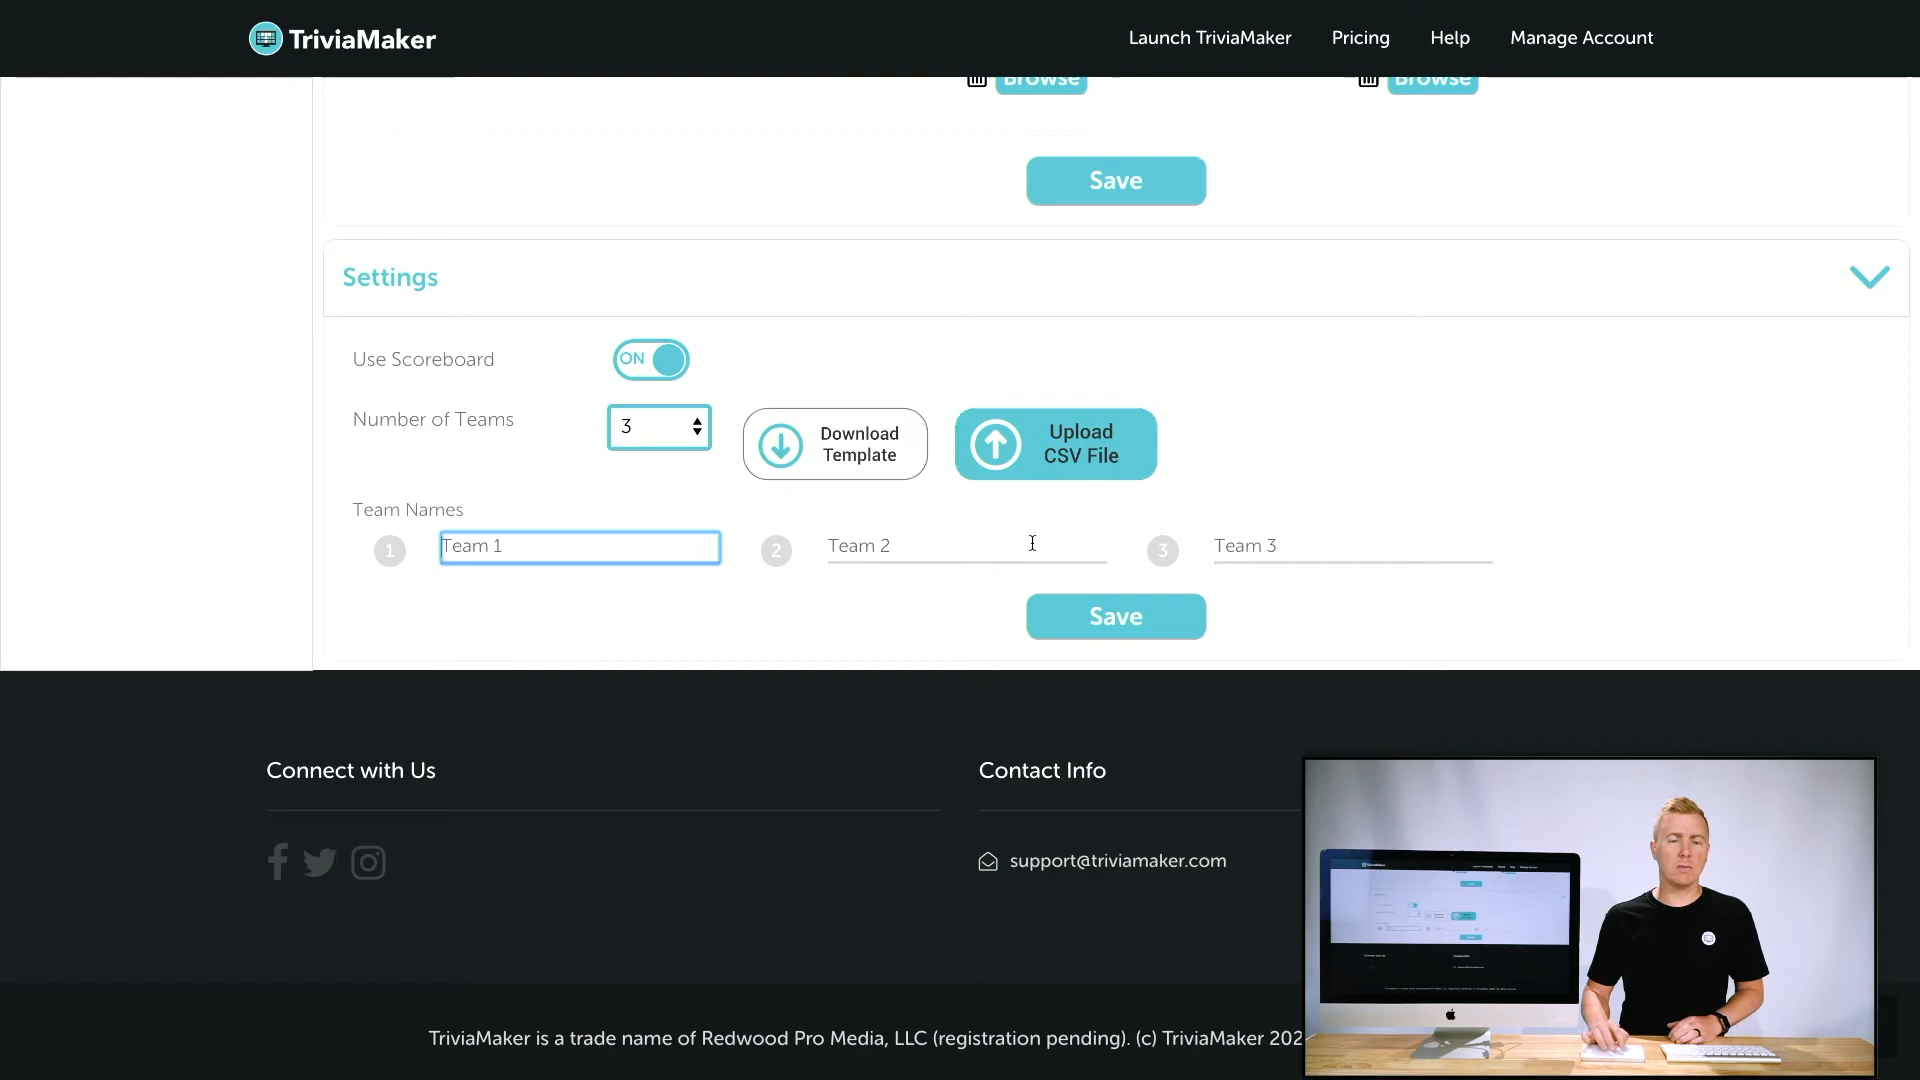 TriviaMaker
Launch TriviaMaker
Pricing
Help
Manage Account
Browse
Browse
Save
Settings
Use Scoreboard
ON
Number of Teams
3
Download
Template
Upload
CSV File
Team Names
1
Team 1
2
Team 2
3
Team 3
Save
Connect with Us
Contact Info
support@triviamaker.com
TriviaMaker is a trade name of Redwood Pro Media, LLC (registration pending). (c) TriviaMaker 202